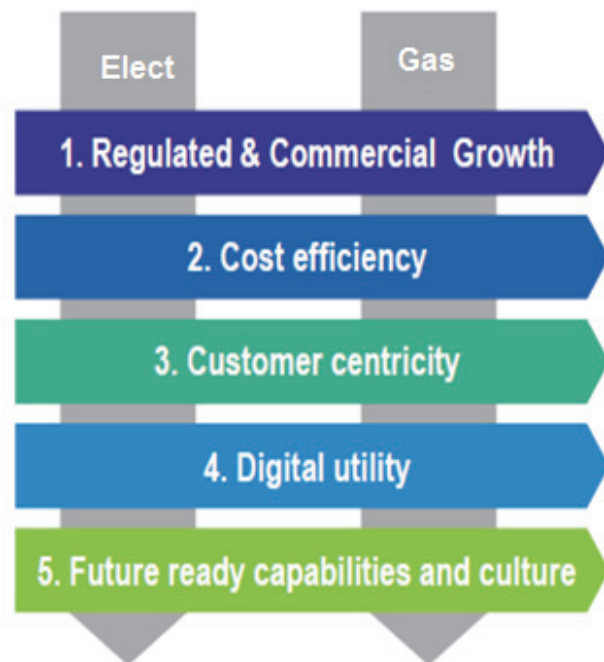 Elect
Gas
1. Regulated & Commercial Growth
2. Cost efficiency
3. Customer centricity
4. Digital utility
5. Future ready capabilities and culture